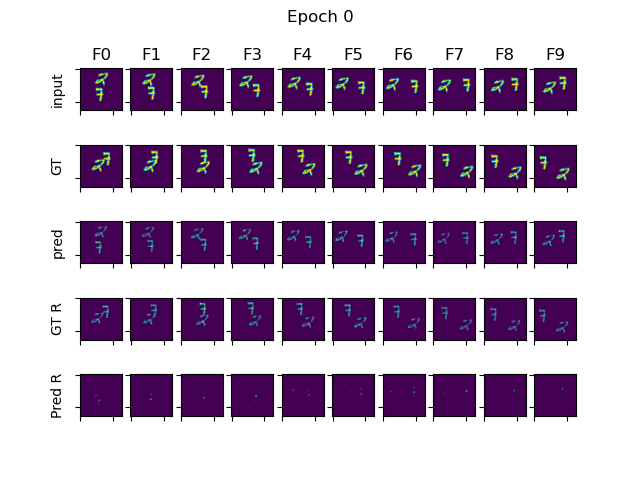 Epoch 0
F0 F1 F2 F3 F4 F5 F6 F7 F8 F9
input
GT
pred
GT R
Pred R